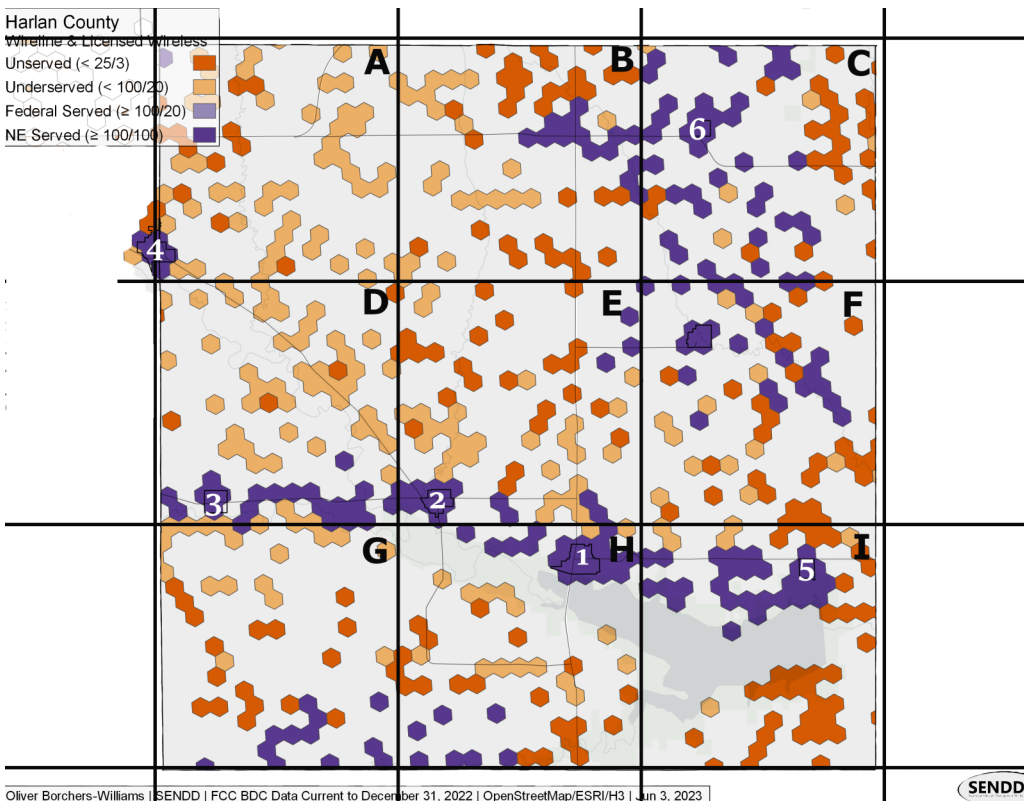 Harlan County
Wireline & Licensed Wireless
Unserved (< 25/3)
Underserved (< 100/20)
Federal Served (≥ 100/20)
NE Served (≥ 100/100)
A
B
C
6
4
D
E
F
3
2
G
H
I
1
5
Oliver Borchers-Williams | SENDD | FCC BDC Data Current to December 31, 2022 | OpenStreetMap/ESRI/H3 | Jun 3, 2023
SENDD